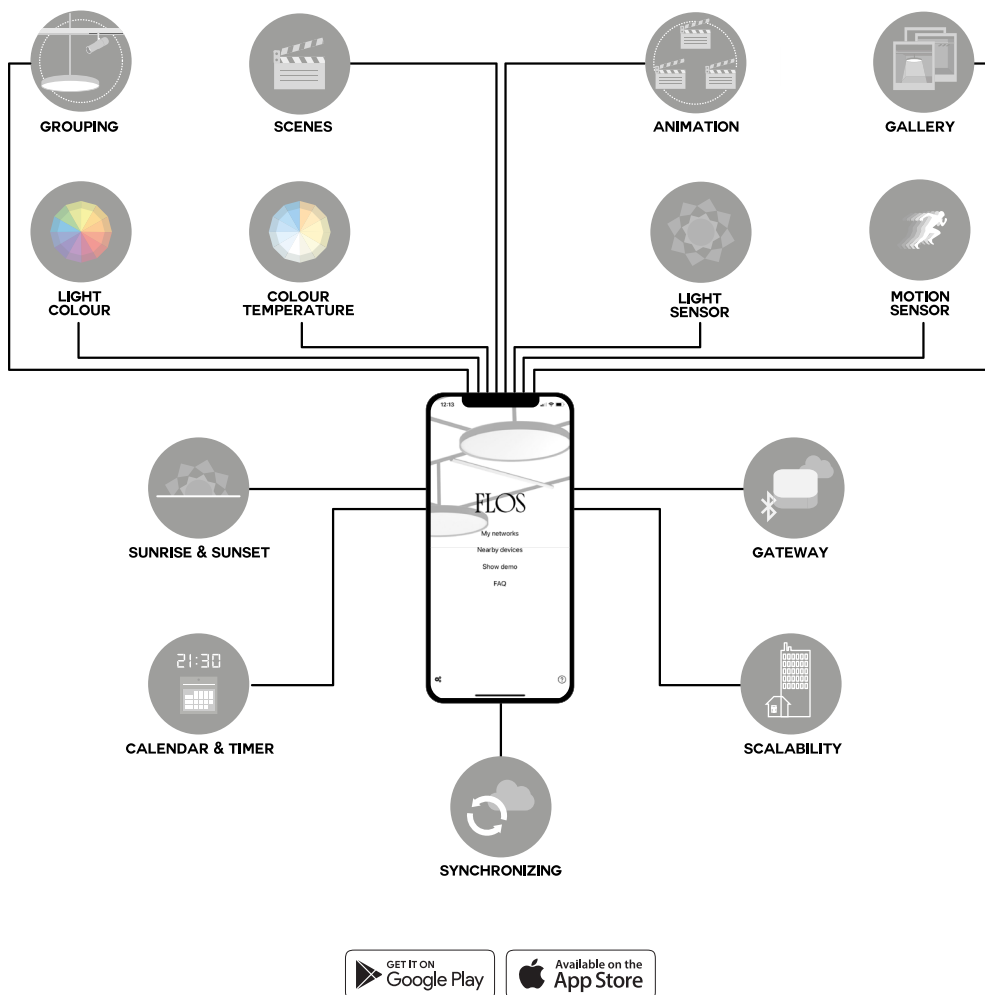 GROUPING
SCENES
ANIMATION
GALLERY
LIGHT
COLOUR
COLOUR
TEMPERATURE
LIGHT
SENSOR
MOTION
SENSOR
12:13
FLOS
My networks
Nearby devices
Show demo
FAQ
?
SUNRISE & SUNSET
GATEWAY
21:30
CALENDAR & TIMER
SCALABILITY
SYNCHRONIZING
GET IT ON
Google Play
Available on the
App Store